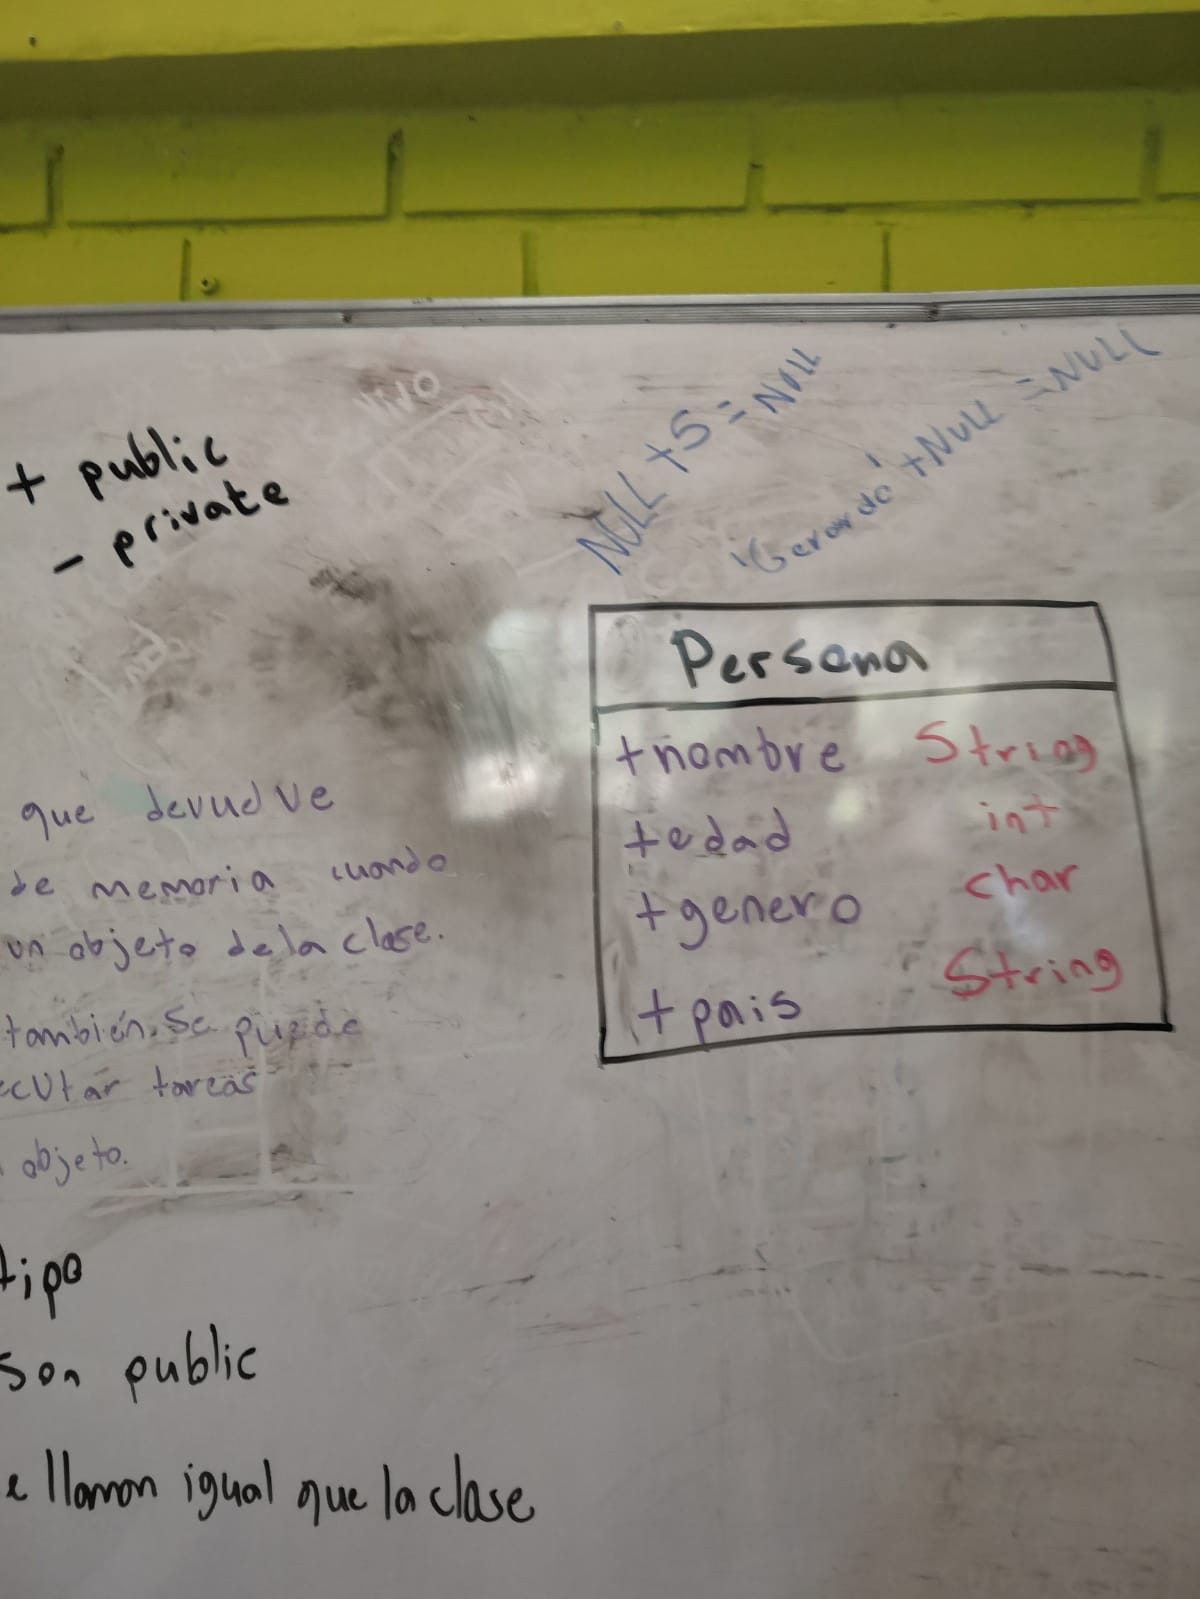 + public
- private
NULL + 5 = NULL
'Gerardo' + NULL = NULL
Persona
+ nombre String
+ edad int
+ genero char
+ pais String
que devuelve
de memoria cuando
un objeto de la clase.
también. Se puede
ecutar tareas
objeto.
tipo
son public
e llaman igual que la clase